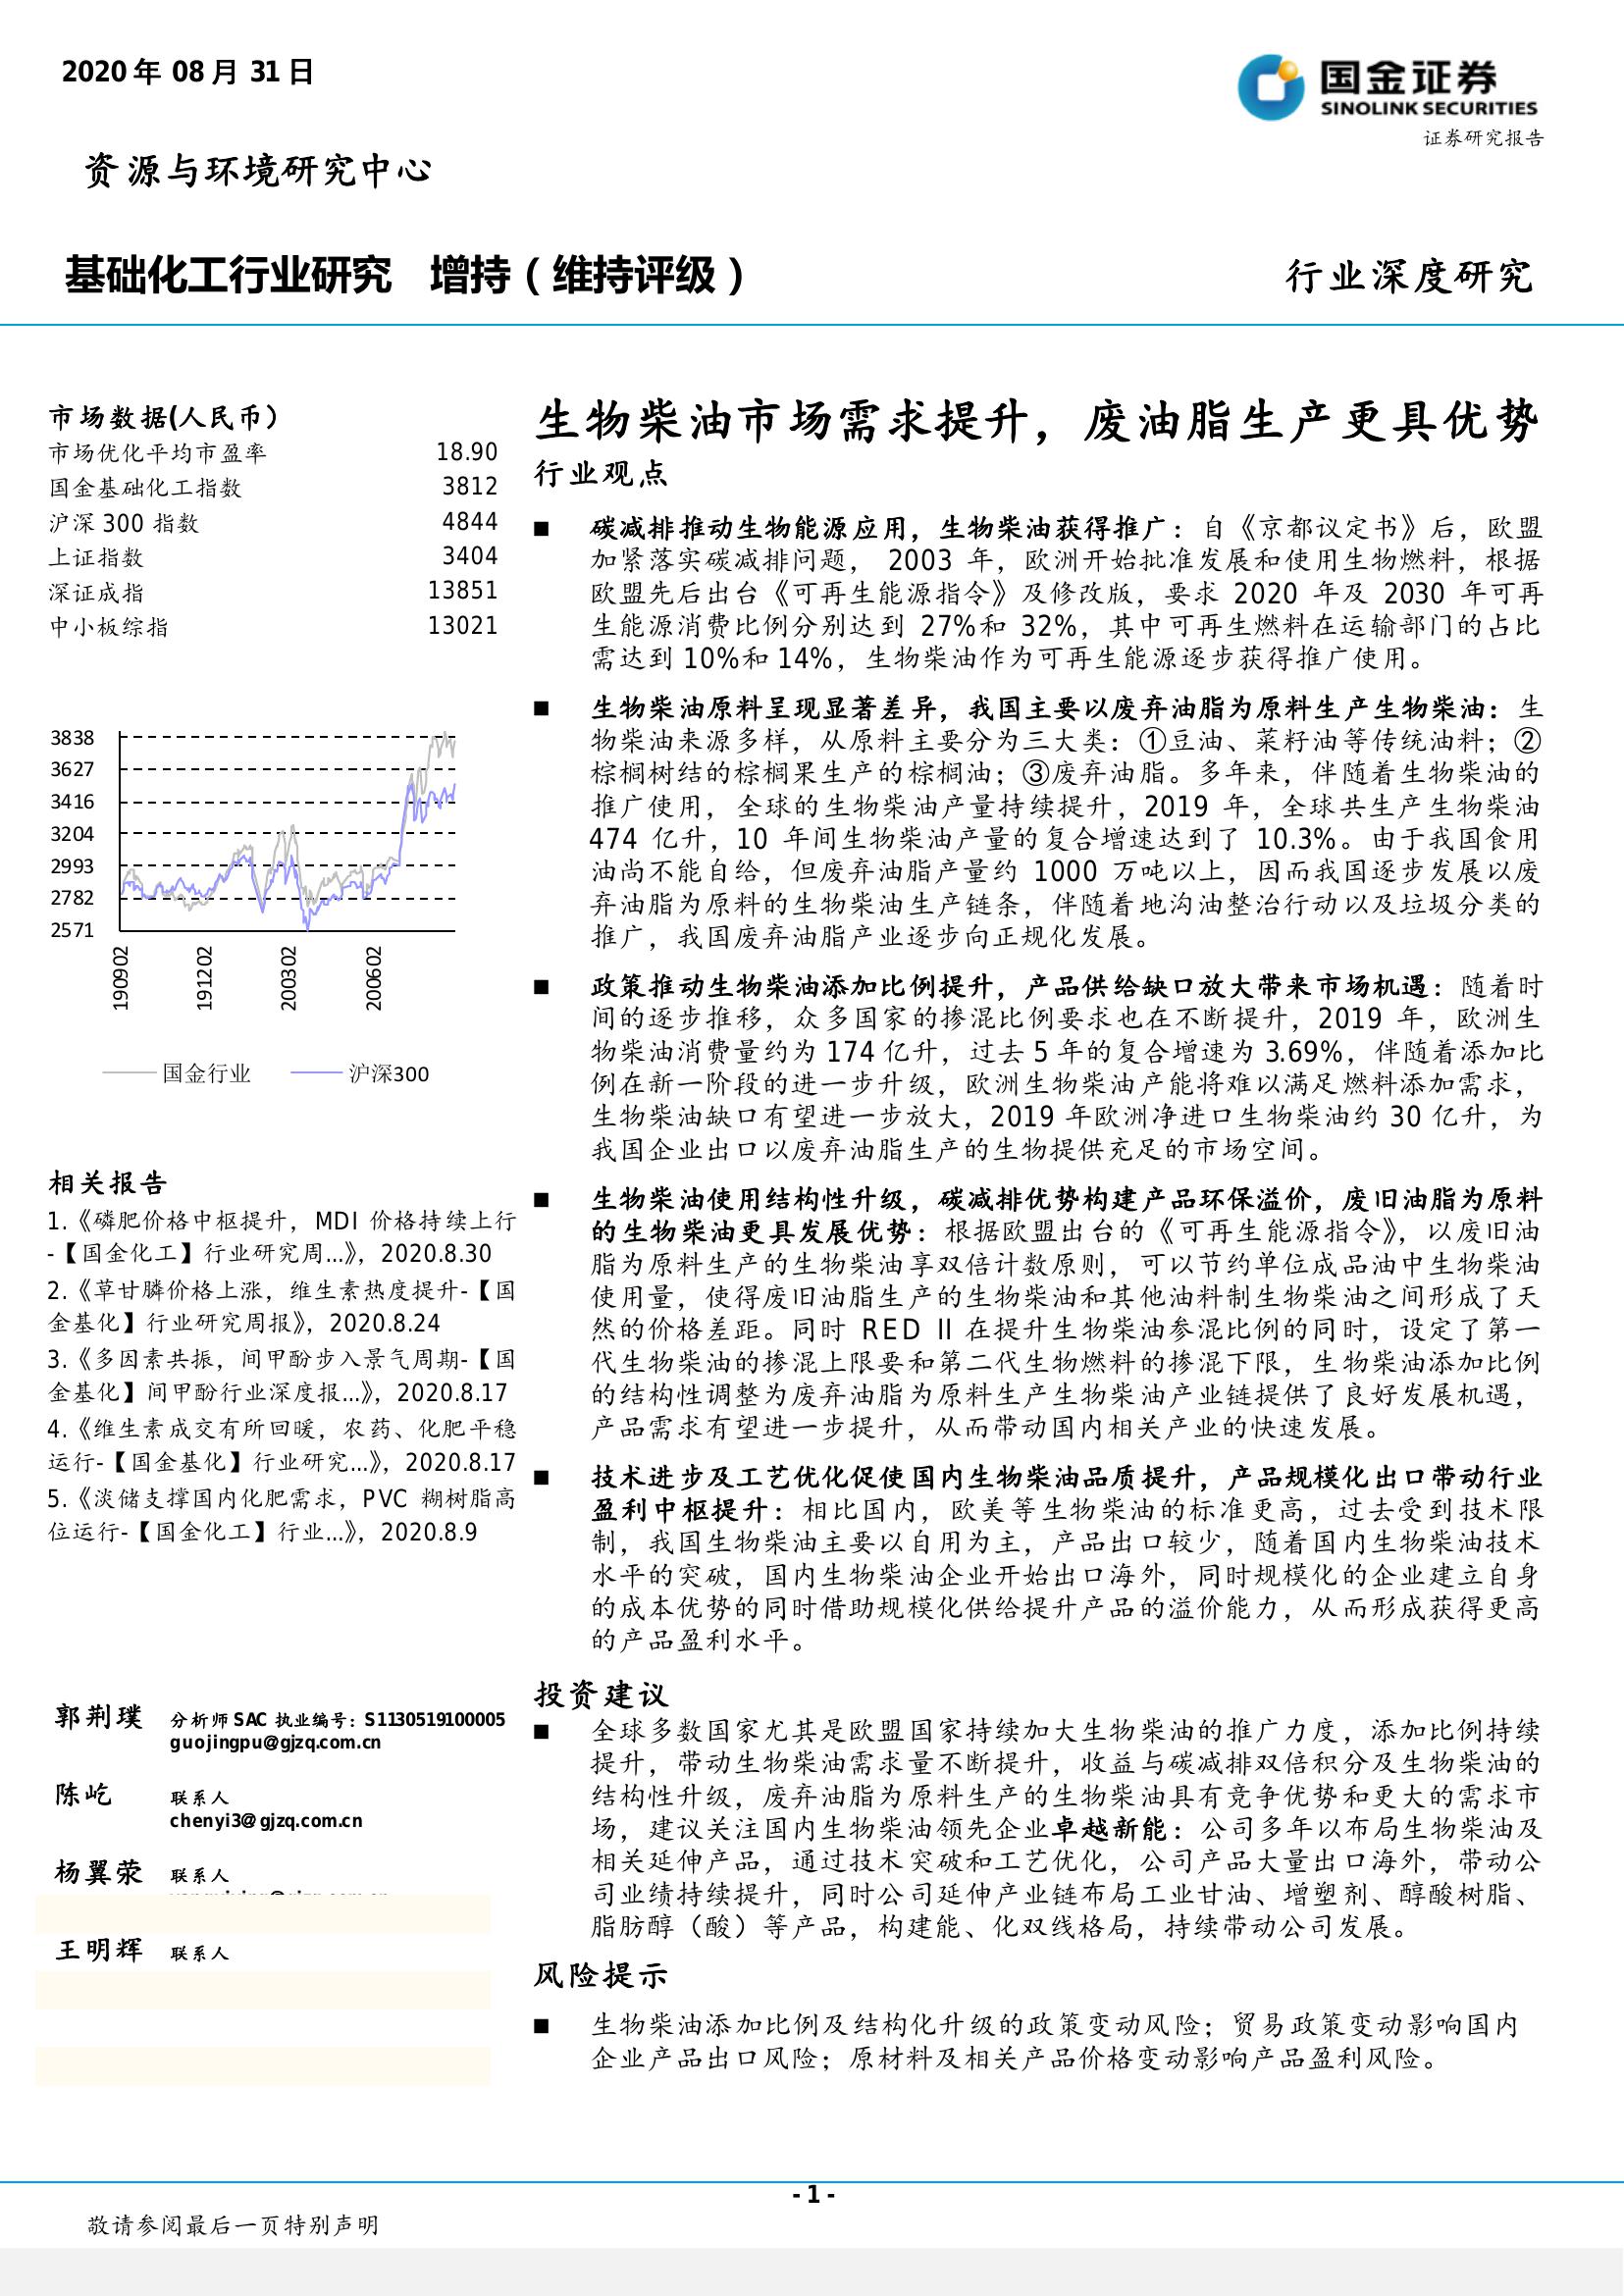 2020年08月31日
国金证券
SINOLINK SECURITIES
证券研究报告
资源与环境研究中心
基础化工行业研究 增持（维持评级）
行业深度研究
市场数据(人民币）
市场优化平均市盈率 18.90
国金基础化工指数 3812
沪深 300 指数 4844
上证指数 3404
深证成指 13851
中小板综指 13021
3838
3627
3416
3204
2993
2782
2571
190902
191202
200302
200602
国金行业 沪深300
相关报告
1.《磷肥价格中枢提升，MDI 价格持续上行
-【国金化工】行业研究周...》，2020.8.30
2.《草甘膦价格上涨，维生素热度提升-【国
金基化】行业研究周报》，2020.8.24
3.《多因素共振，间甲酚步入景气周期-【国
金基化】间甲酚行业深度报...》，2020.8.17
4.《维生素成交有所回暖，农药、化肥平稳
运行-【国金基化】行业研究...》，2020.8.17
5.《淡储支撑国内化肥需求，PVC 糊树脂高
位运行-【国金化工】行业...》，2020.8.9
郭荆璞 分析师 SAC 执业编号：S1130519100005
guojingpu@gjzq.com.cn
陈屹 联系人
chenyi3@gjzq.com.cn
杨翼荥 联系人
王明辉 联系人
生物柴油市场需求提升，废油脂生产更具优势
行业观点
■ 碳减排推动生物能源应用，生物柴油获得推广：自《京都议定书》后，欧盟
加紧落实碳减排问题， 2003 年，欧洲开始批准发展和使用生物燃料，根据
欧盟先后出台《可再生能源指令》及修改版，要求 2020 年及 2030 年可再
生能源消费比例分别达到 27%和 32%，其中可再生燃料在运输部门的占比
需达到 10%和 14%，生物柴油作为可再生能源逐步获得推广使用。
■ 生物柴油原料呈现显著差异，我国主要以废弃油脂为原料生产生物柴油：生
物柴油来源多样，从原料主要分为三大类：①豆油、菜籽油等传统油料；②
棕榈树结的棕榈果生产的棕榈油；③废弃油脂。多年来，伴随着生物柴油的
推广使用，全球的生物柴油产量持续提升，2019 年，全球共生产生物柴油
474 亿升，10 年间生物柴油产量的复合增速达到了 10.3%。由于我国食用
油尚不能自给，但废弃油脂产量约 1000 万吨以上，因而我国逐步发展以废
弃油脂为原料的生物柴油生产链条，伴随着地沟油整治行动以及垃圾分类的
推广，我国废弃油脂产业逐步向正规化发展。
■ 政策推动生物柴油添加比例提升，产品供给缺口放大带来市场机遇：随着时
间的逐步推移，众多国家的掺混比例要求也在不断提升，2019 年，欧洲生
物柴油消费量约为 174 亿升，过去 5 年的复合增速为 3.69%，伴随着添加比
例在新一阶段的进一步升级，欧洲生物柴油产能将难以满足燃料添加需求，
生物柴油缺口有望进一步放大，2019 年欧洲净进口生物柴油约 30 亿升，为
我国企业出口以废弃油脂生产的生物提供充足的市场空间。
■ 生物柴油使用结构性升级，碳减排优势构建产品环保溢价，废旧油脂为原料
的生物柴油更具发展优势：根据欧盟出台的《可再生能源指令》，以废旧油
脂为原料生产的生物柴油享双倍计数原则，可以节约单位成品油中生物柴油
使用量，使得废旧油脂生产的生物柴油和其他油料制生物柴油之间形成了天
然的价格差距。同时 RED II 在提升生物柴油参混比例的同时，设定了第一
代生物柴油的掺混上限要和第二代生物燃料的掺混下限，生物柴油添加比例
的结构性调整为废弃油脂为原料生产生物柴油产业链提供了良好发展机遇，
产品需求有望进一步提升，从而带动国内相关产业的快速发展。
■ 技术进步及工艺优化促使国内生物柴油品质提升，产品规模化出口带动行业
盈利中枢提升：相比国内，欧美等生物柴油的标准更高，过去受到技术限
制，我国生物柴油主要以自用为主，产品出口较少，随着国内生物柴油技术
水平的突破，国内生物柴油企业开始出口海外，同时规模化的企业建立自身
的成本优势的同时借助规模化供给提升产品的溢价能力，从而形成获得更高
的产品盈利水平。
投资建议
■ 全球多数国家尤其是欧盟国家持续加大生物柴油的推广力度，添加比例持续
提升，带动生物柴油需求量不断提升，收益与碳减排双倍积分及生物柴油的
结构性升级，废弃油脂为原料生产的生物柴油具有竞争优势和更大的需求市
场，建议关注国内生物柴油领先企业卓越新能：公司多年以布局生物柴油及
相关延伸产品，通过技术突破和工艺优化，公司产品大量出口海外，带动公
司业绩持续提升，同时公司延伸产业链布局工业甘油、增塑剂、醇酸树脂、
脂肪醇（酸）等产品，构建能、化双线格局，持续带动公司发展。
风险提示
■ 生物柴油添加比例及结构化升级的政策变动风险；贸易政策变动影响国内
企业产品出口风险；原材料及相关产品价格变动影响产品盈利风险。
- 1 -
敬请参阅最后一页特别声明